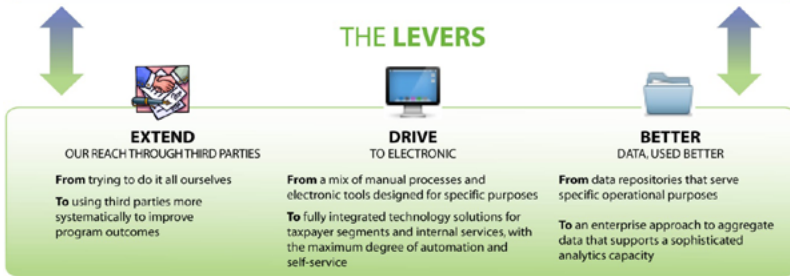 THE LEVERS
EXTEND
OUR REACH THROUGH THIRD PARTIES
From trying to do it all ourselves
To using third parties more
systematically to improve
program outcomes
DRIVE
TO ELECTRONIC
From a mix of manual processes and
electronic tools designed for specific purposes
To fully integrated technology solutions for
taxpayer segments and internal services, with
the maximum degree of automation and
self-service
BETTER
DATA, USED BETTER
From data repositories that serve
specific operational purposes
To an enterprise approach to aggregate
data that supports a sophisticated
analytics capacity